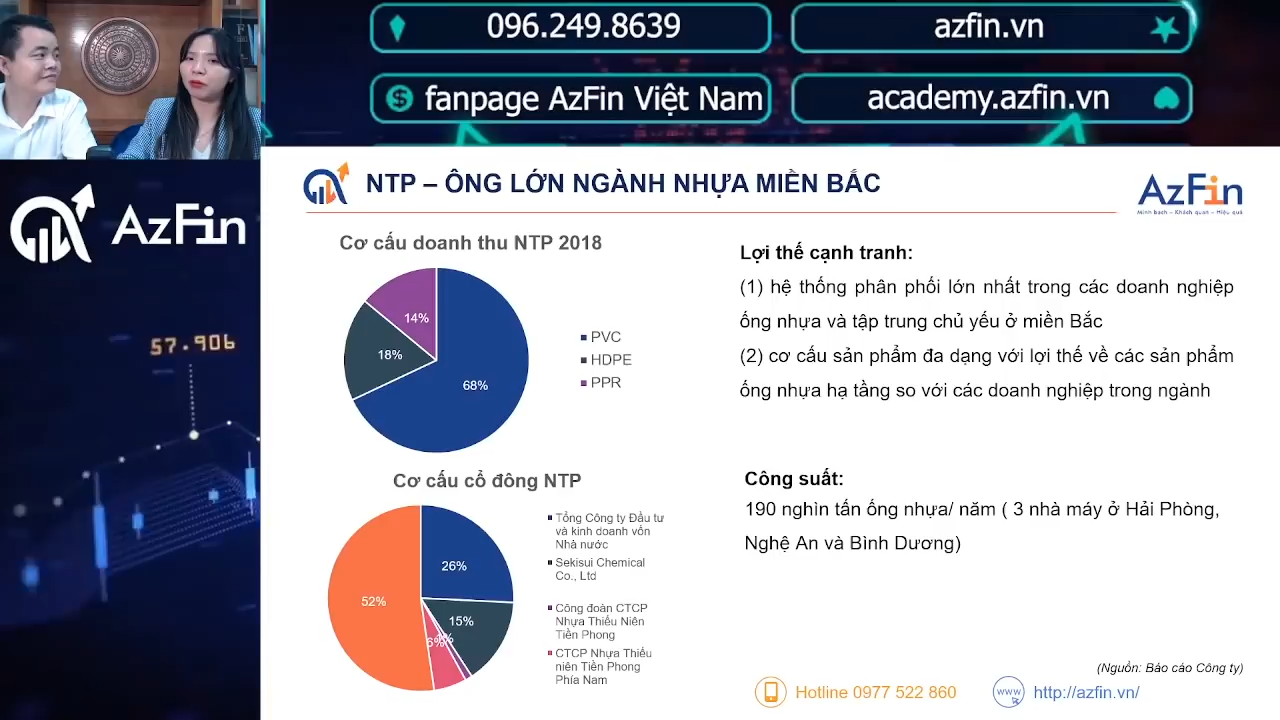 096.249.8639
azfin.vn
fanpage AzFin Việt Nam
academy.azfin.vn
AzFin
57.906
NTP – ÔNG LỚN NGÀNH NHỰA MIỀN BẮC
AzFin
Minh bạch – Khách quan – Hiệu quả
Cơ cấu doanh thu NTP 2018
14%
18%
68%
PVC
HDPE
PPR
Lợi thế cạnh tranh:
(1) hệ thống phân phối lớn nhất trong các doanh nghiệp
ống nhựa và tập trung chủ yếu ở miền Bắc
(2) cơ cấu sản phẩm đa dạng với lợi thế về các sản phẩm
ống nhựa hạ tầng so với các doanh nghiệp trong ngành
Cơ cấu cổ đông NTP
26%
52%
15%
6%
Tổng Công ty Đầu tư
và kinh doanh vốn
Nhà nước
Sekisui Chemical
Co., Ltd
Công đoàn CTCP
Nhựa Thiếu Niên
Tiền Phong
CTCP Nhựa Thiếu
niên Tiền Phong
Phía Nam
Công suất:
190 nghìn tấn ống nhựa/ năm ( 3 nhà máy ở Hải Phòng,
Nghệ An và Bình Dương)
(Nguồn: Báo cáo Công ty)
Hotline 0977 522 860
www
http://azfin.vn/